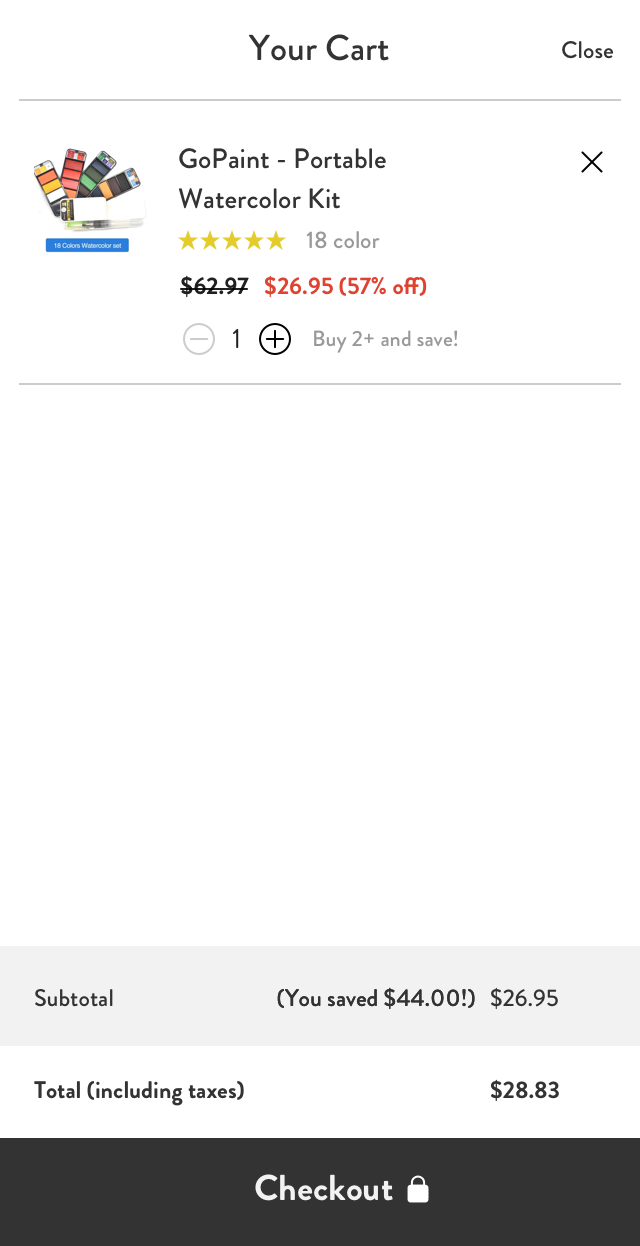 Your Cart
Close
GoPaint - Portable
Watercolor Kit
18 color
18 Colors Watercolor set
$62.97 $26.95 (57% off)
1 Buy 2+ and save!
Subtotal (You saved $44.00!) $26.95
Total (including taxes) $28.83
Checkout